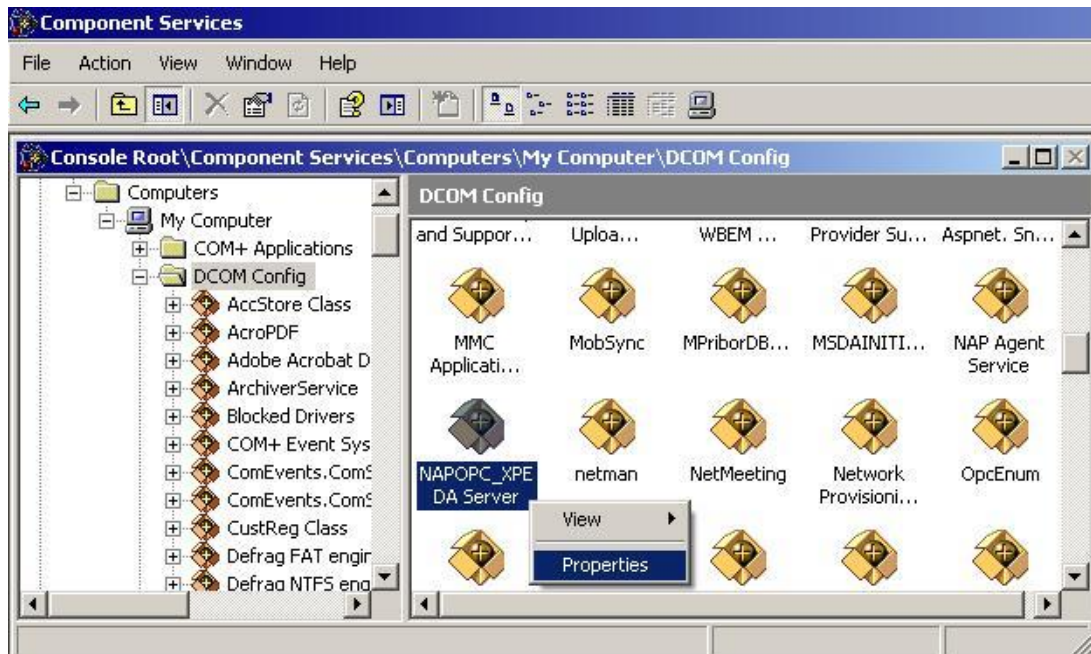 Component Services
File Action View Window Help
Console Root\Component Services\Computers\My Computer\DCOM Config
Computers
My Computer
COM+ Applications
DCOM Config
AccStore Class
AcroPDF
Adobe Acrobat D
ArchiverService
Blocked Drivers
COM+ Event Sys
ComEvents.ComS
ComEvents.ComS
CustReg Class
Defrag FAT engin
Defrag NTFS eng
DCOM Config
and Suppor... Uploa... WBEM ... Provider Su... Aspnet. Sn...
MMC Applicati... MobSync MPriborDB... MSDAINITI... NAP Agent Service
NAPOPC_XPE DA Server netman NetMeeting Network Provisioni... OpcEnum
View
Properties